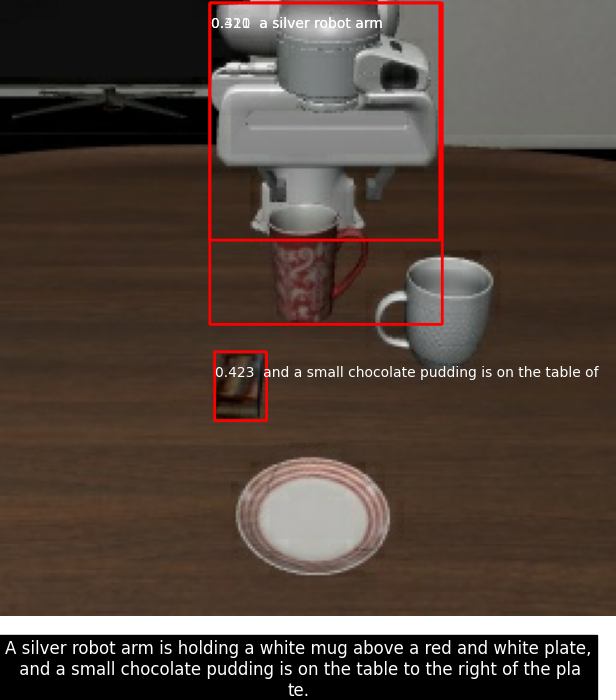 a silver robot arm
0.423 and a small chocolate pudding is on the table of
A silver robot arm is holding a white mug above a red and white plate,
and a small chocolate pudding is on the table to the right of the pla
te.